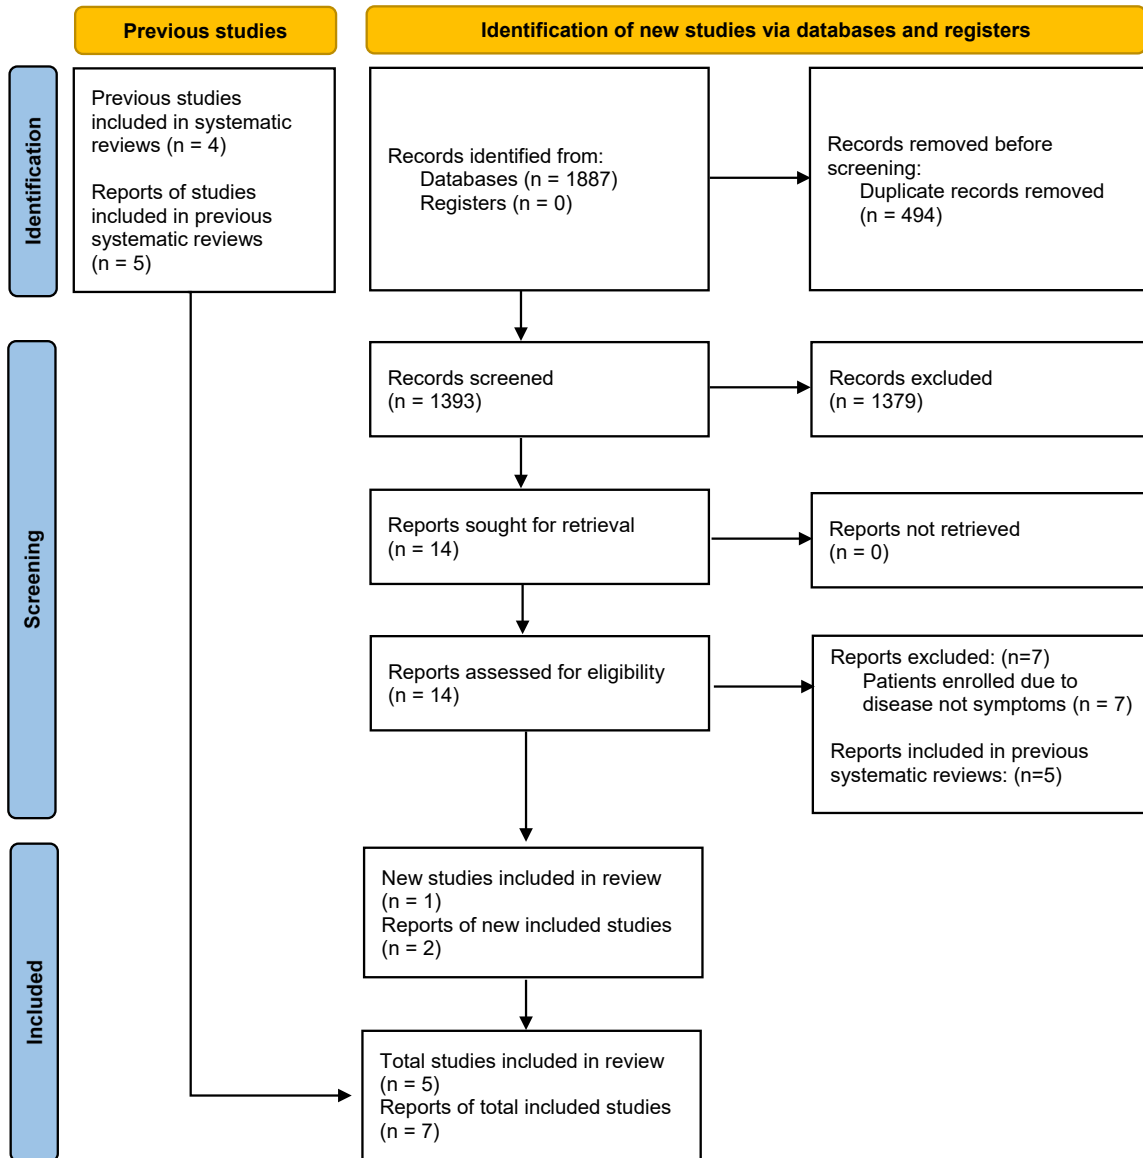 Previous studies
Identification of new studies via databases and registers
Identification
Previous studies
included in systematic
reviews (n = 4)
Reports of studies
included in previous
systematic reviews
(n = 5)
Records identified from:
Databases (n = 1887)
Registers (n = 0)
Records removed before
screening:
Duplicate records removed
(n = 494)
Screening
Records screened
(n = 1393)
Records excluded
(n = 1379)
Reports sought for retrieval
(n = 14)
Reports not retrieved
(n = 0)
Reports assessed for eligibility
(n = 14)
Reports excluded: (n=7)
Patients enrolled due to
disease not symptoms (n = 7)
Reports included in previous
systematic reviews: (n=5)
Included
New studies included in review
(n = 1)
Reports of new included studies
(n = 2)
Total studies included in review
(n = 5)
Reports of total included studies
(n = 7)